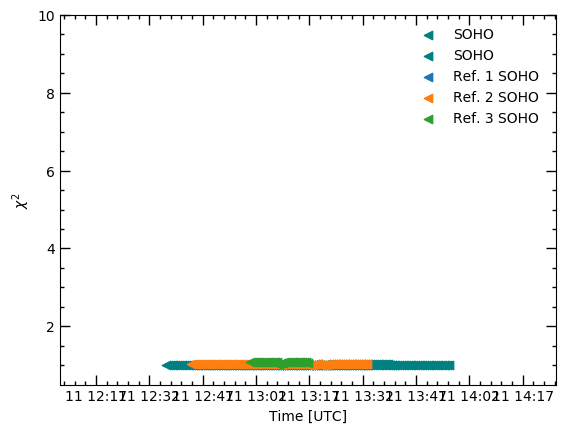 10
8
6
4
2
χ²
SOHO
SOHO
Ref. 1 SOHO
Ref. 2 SOHO
Ref. 3 SOHO
11 12:17 11 12:32 11 12:47 11 13:02 11 13:17 11 13:32 11 13:47 11 14:02 11 14:17
Time [UTC]